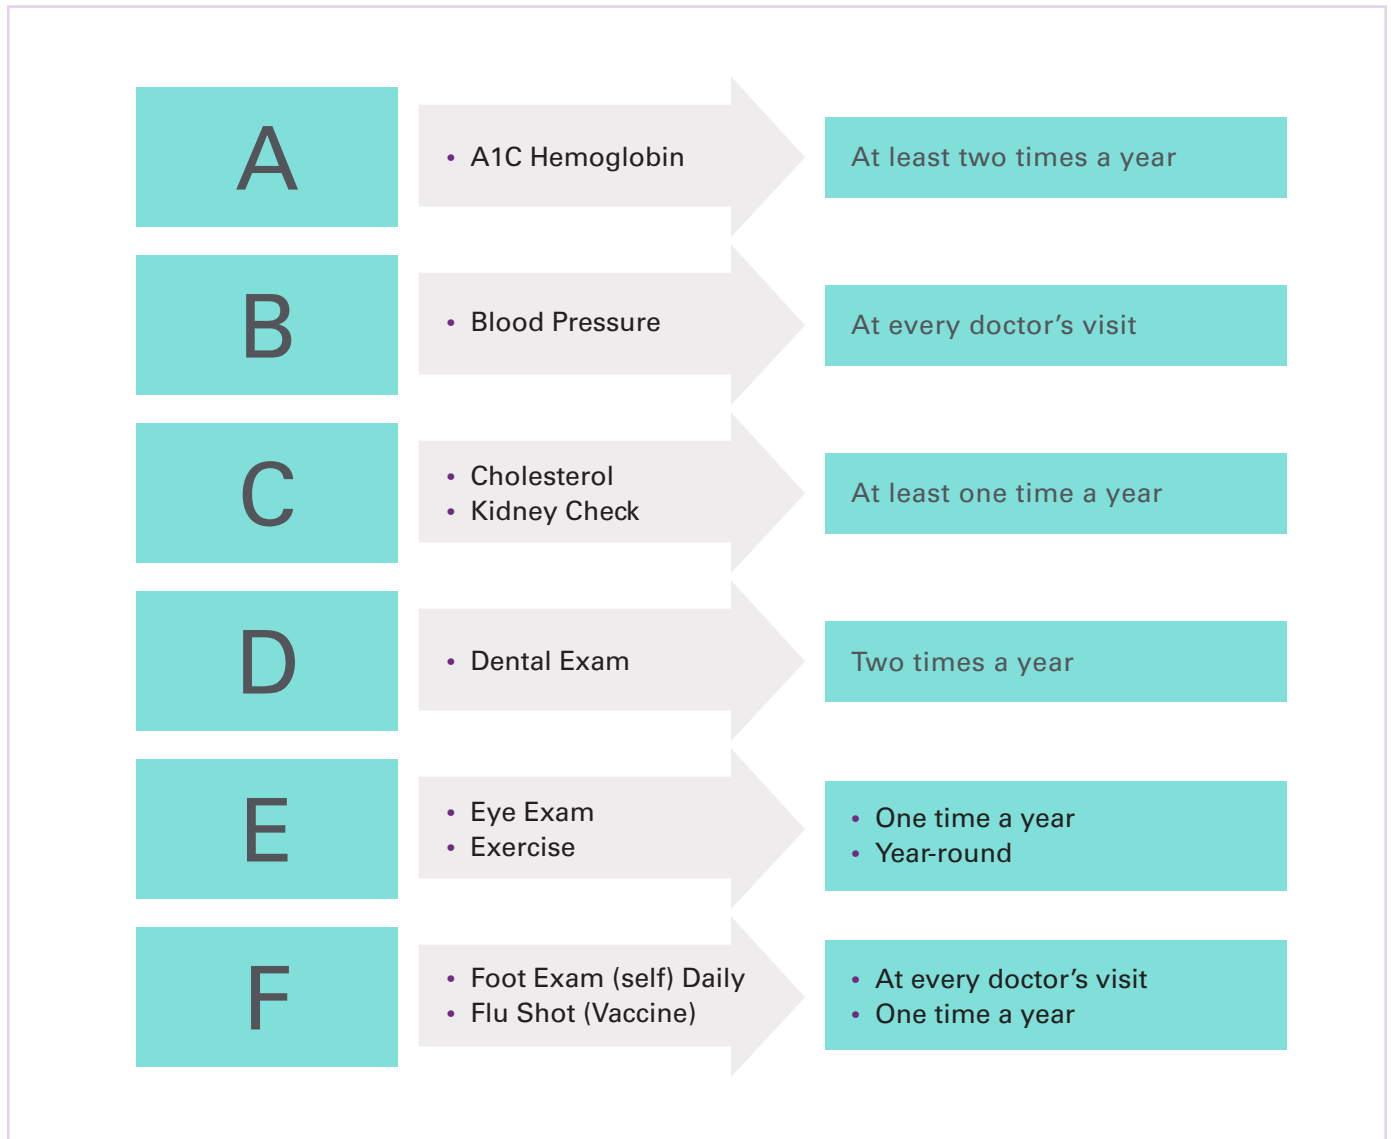 A
• A1C Hemoglobin
At least two times a year
B
• Blood Pressure
At every doctor’s visit
C
• Cholesterol
• Kidney Check
At least one time a year
D
• Dental Exam
Two times a year
E
• Eye Exam
• Exercise
• One time a year
• Year-round
F
• Foot Exam (self) Daily
• Flu Shot (Vaccine)
• At every doctor’s visit
• One time a year